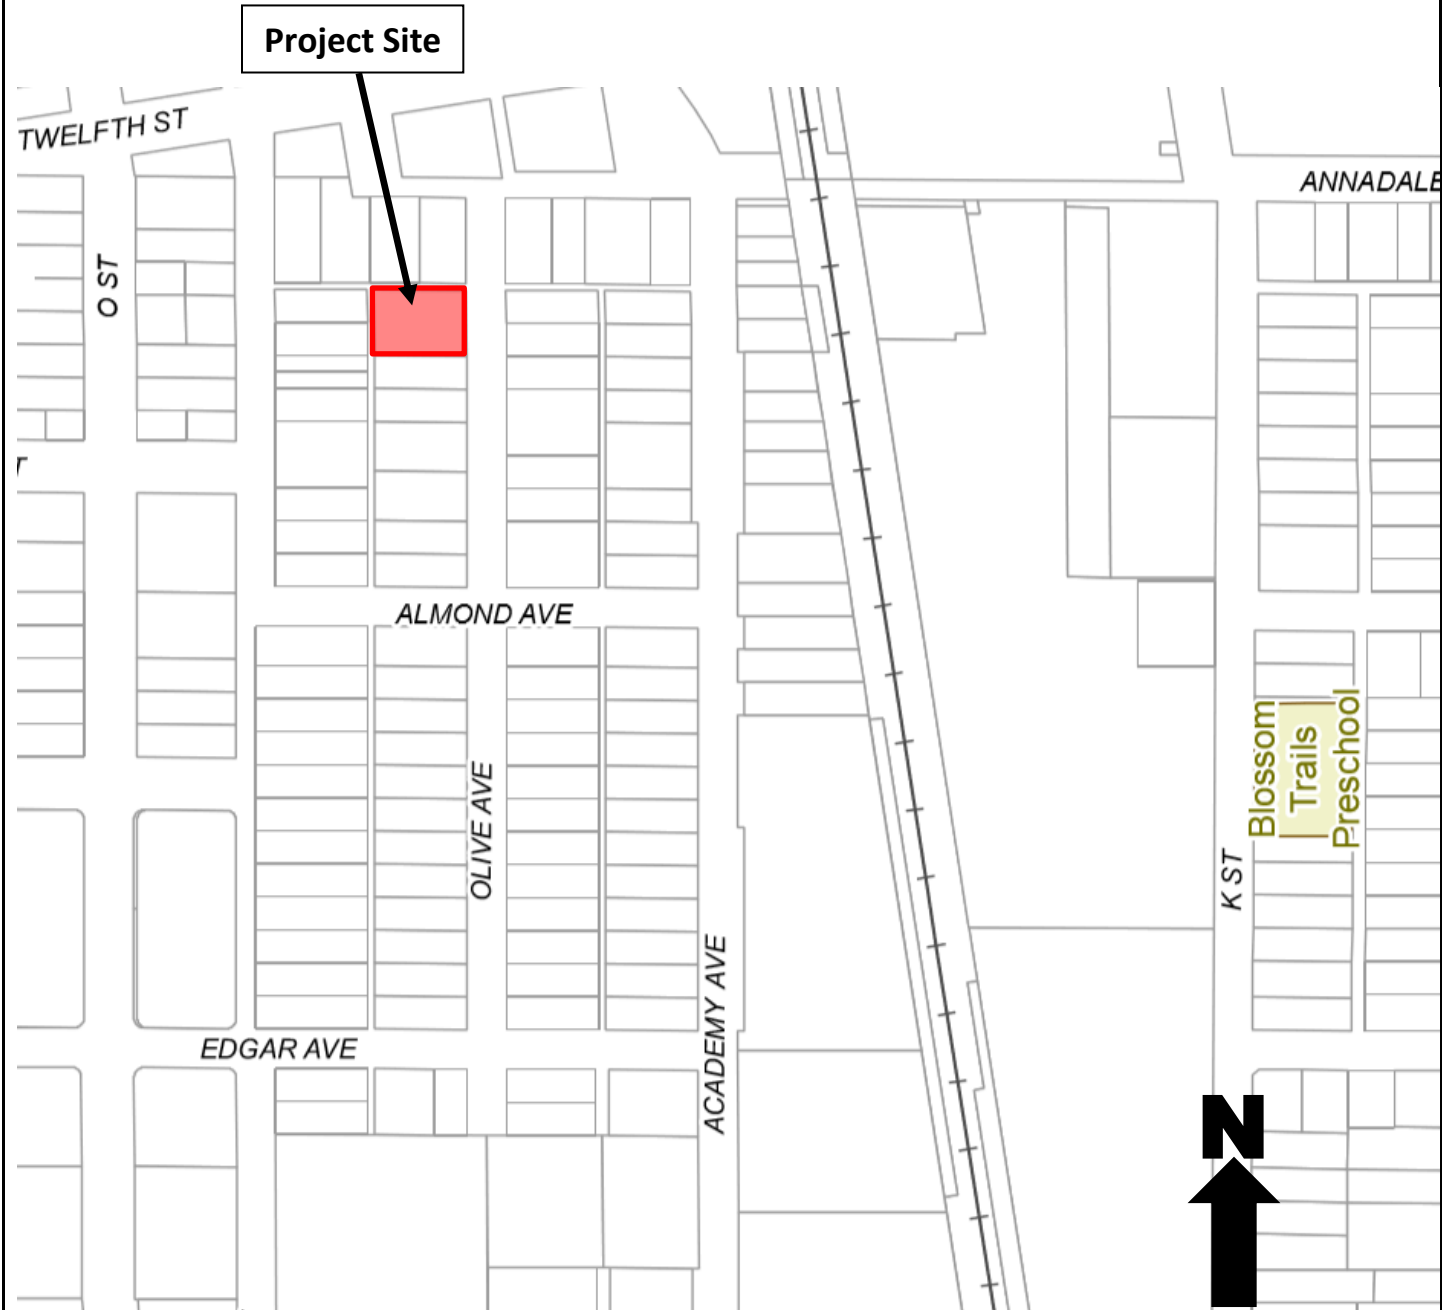 Project Site
TWELFTH ST
ANNADALE
O ST
ALMOND AVE
Blossom
Trails
Preschool
OLIVE AVE
K ST
ACADEMY AVE
EDGAR AVE
N